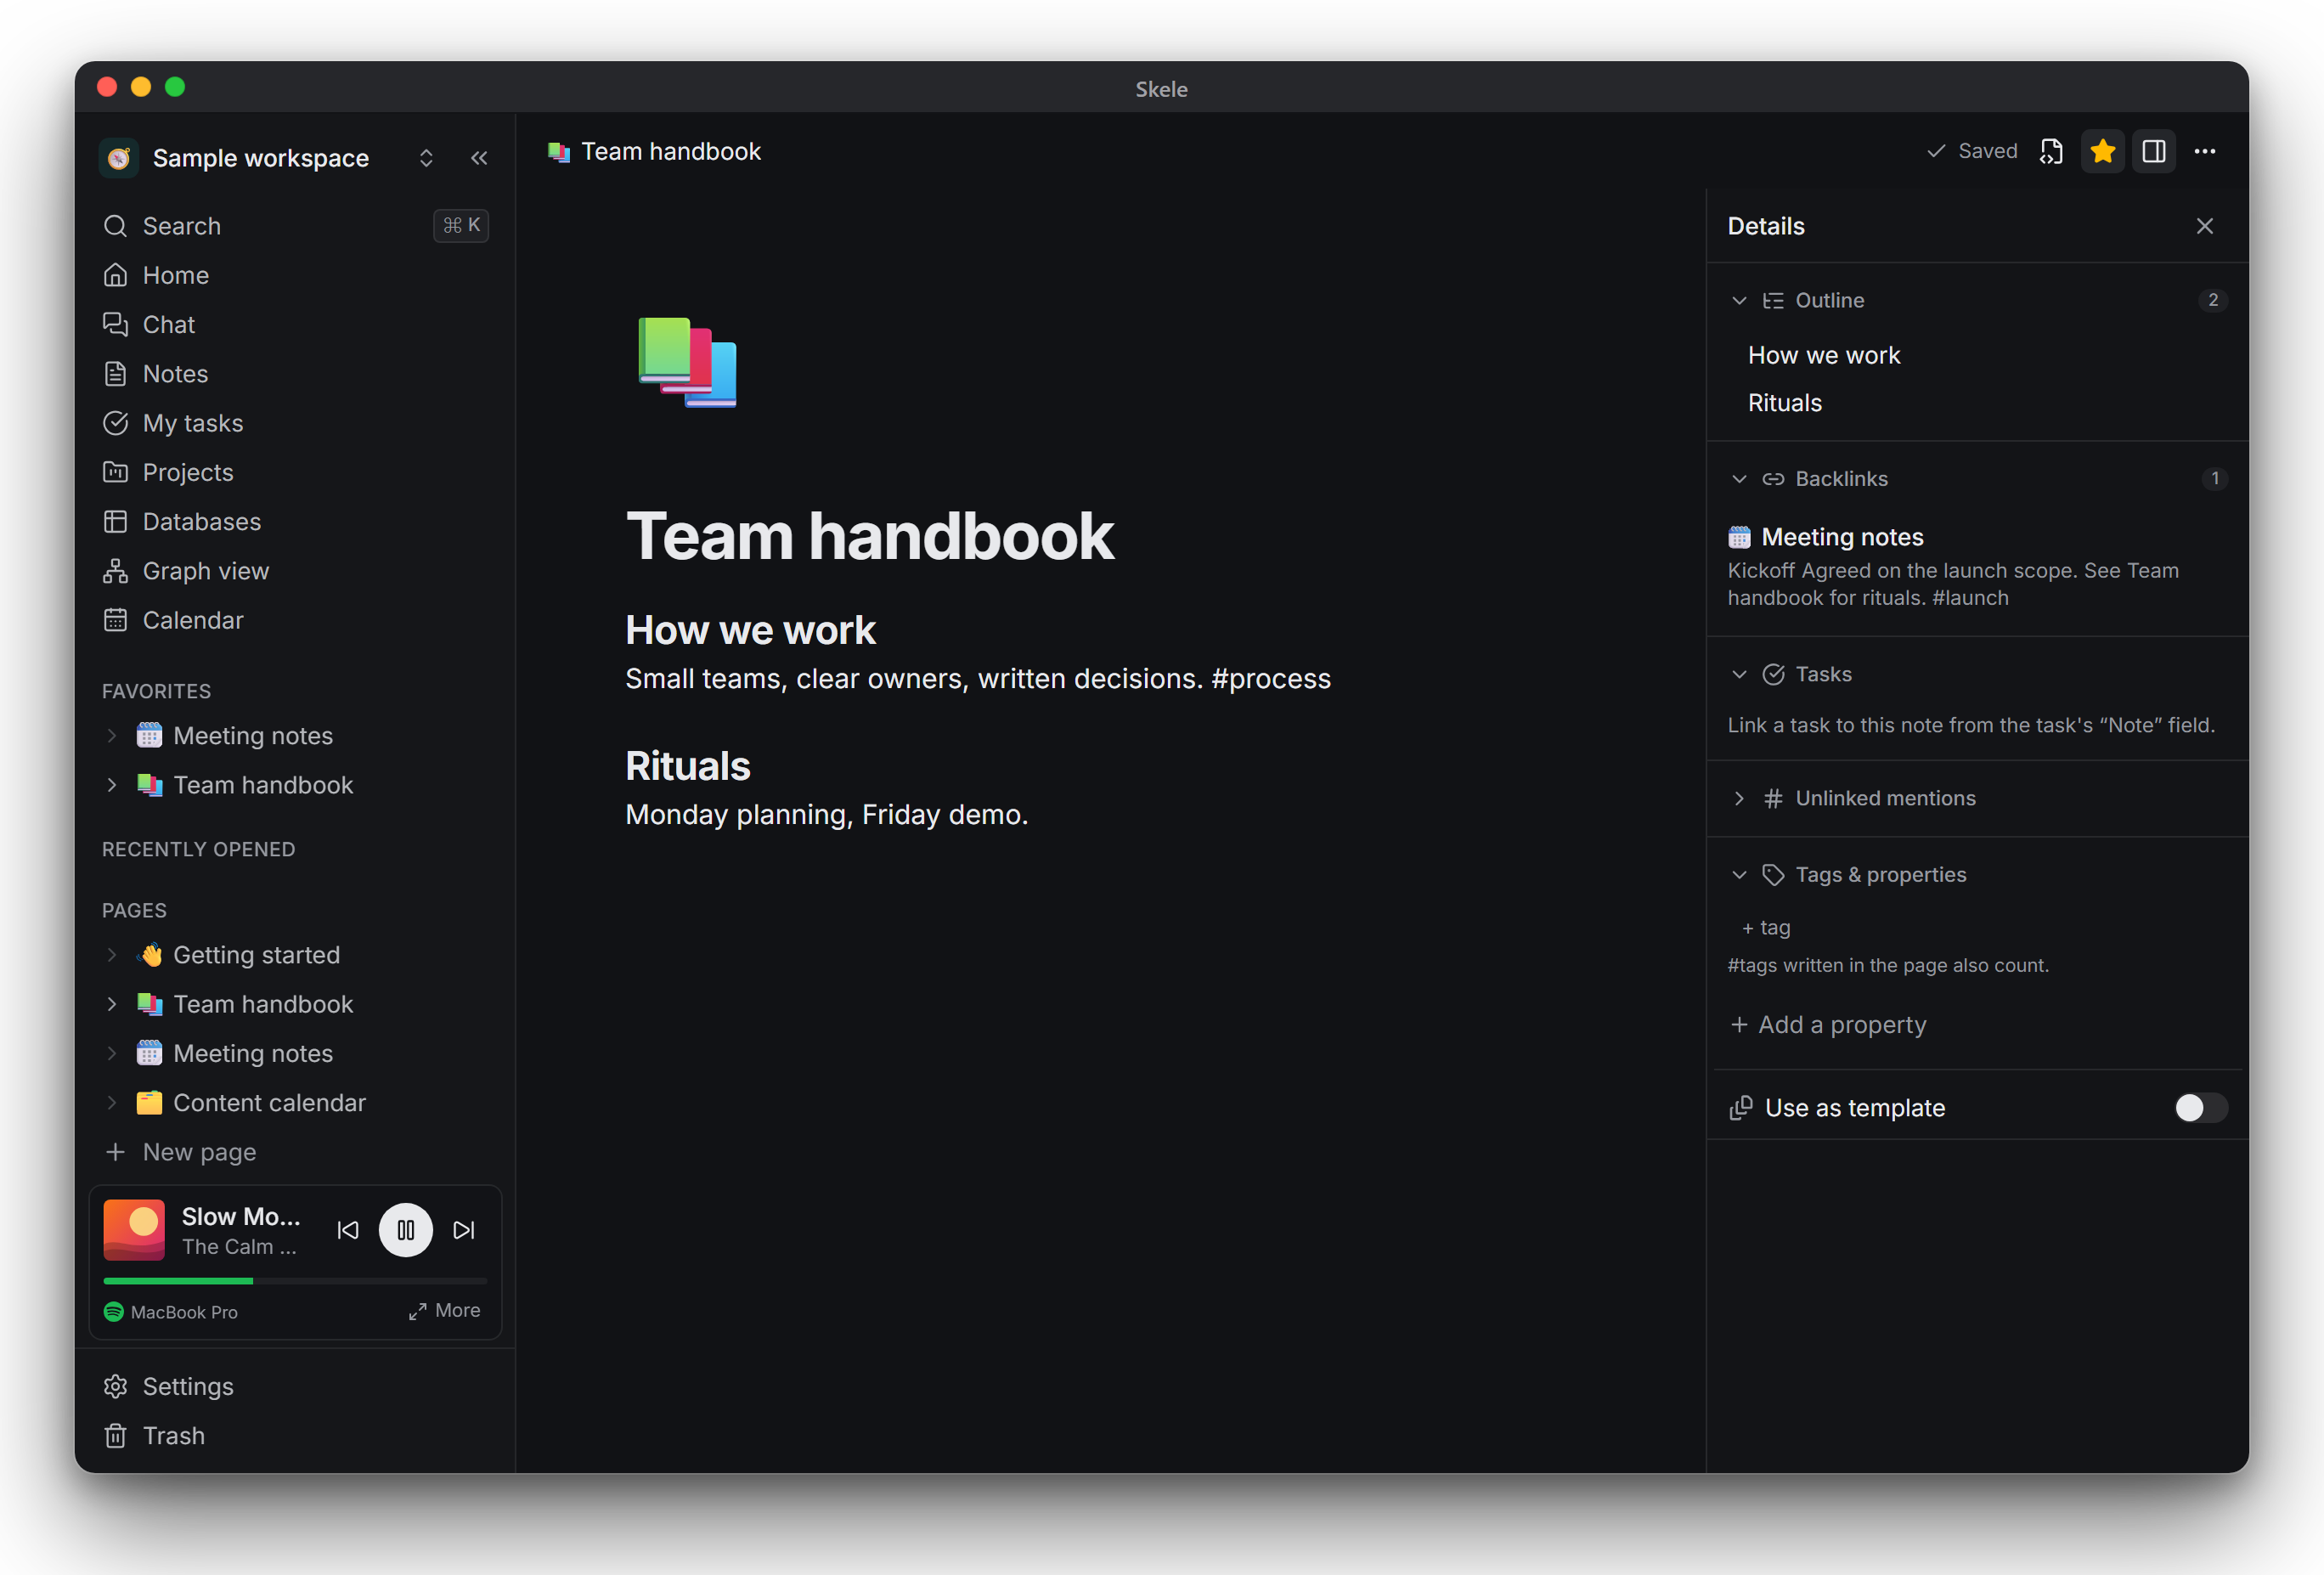 Skele
Sample workspace
Search
⌘ K
Home
Chat
Notes
My tasks
Projects
Databases
Graph view
Calendar
FAVORITES
Meeting notes
Team handbook
RECENTLY OPENED
PAGES
Getting started
Team handbook
Meeting notes
Content calendar
New page
Slow Mo...
The Calm ...
MacBook Pro
More
Settings
Trash
Team handbook
Saved
Team handbook
How we work
Small teams, clear owners, written decisions. #process
Rituals
Monday planning, Friday demo.
Details
Outline
2
How we work
Rituals
Backlinks
1
Meeting notes
Kickoff Agreed on the launch scope. See Team
handbook for rituals. #launch
Tasks
Link a task to this note from the task's “Note” field.
Unlinked mentions
Tags & properties
+ tag
#tags written in the page also count.
+ Add a property
Use as template